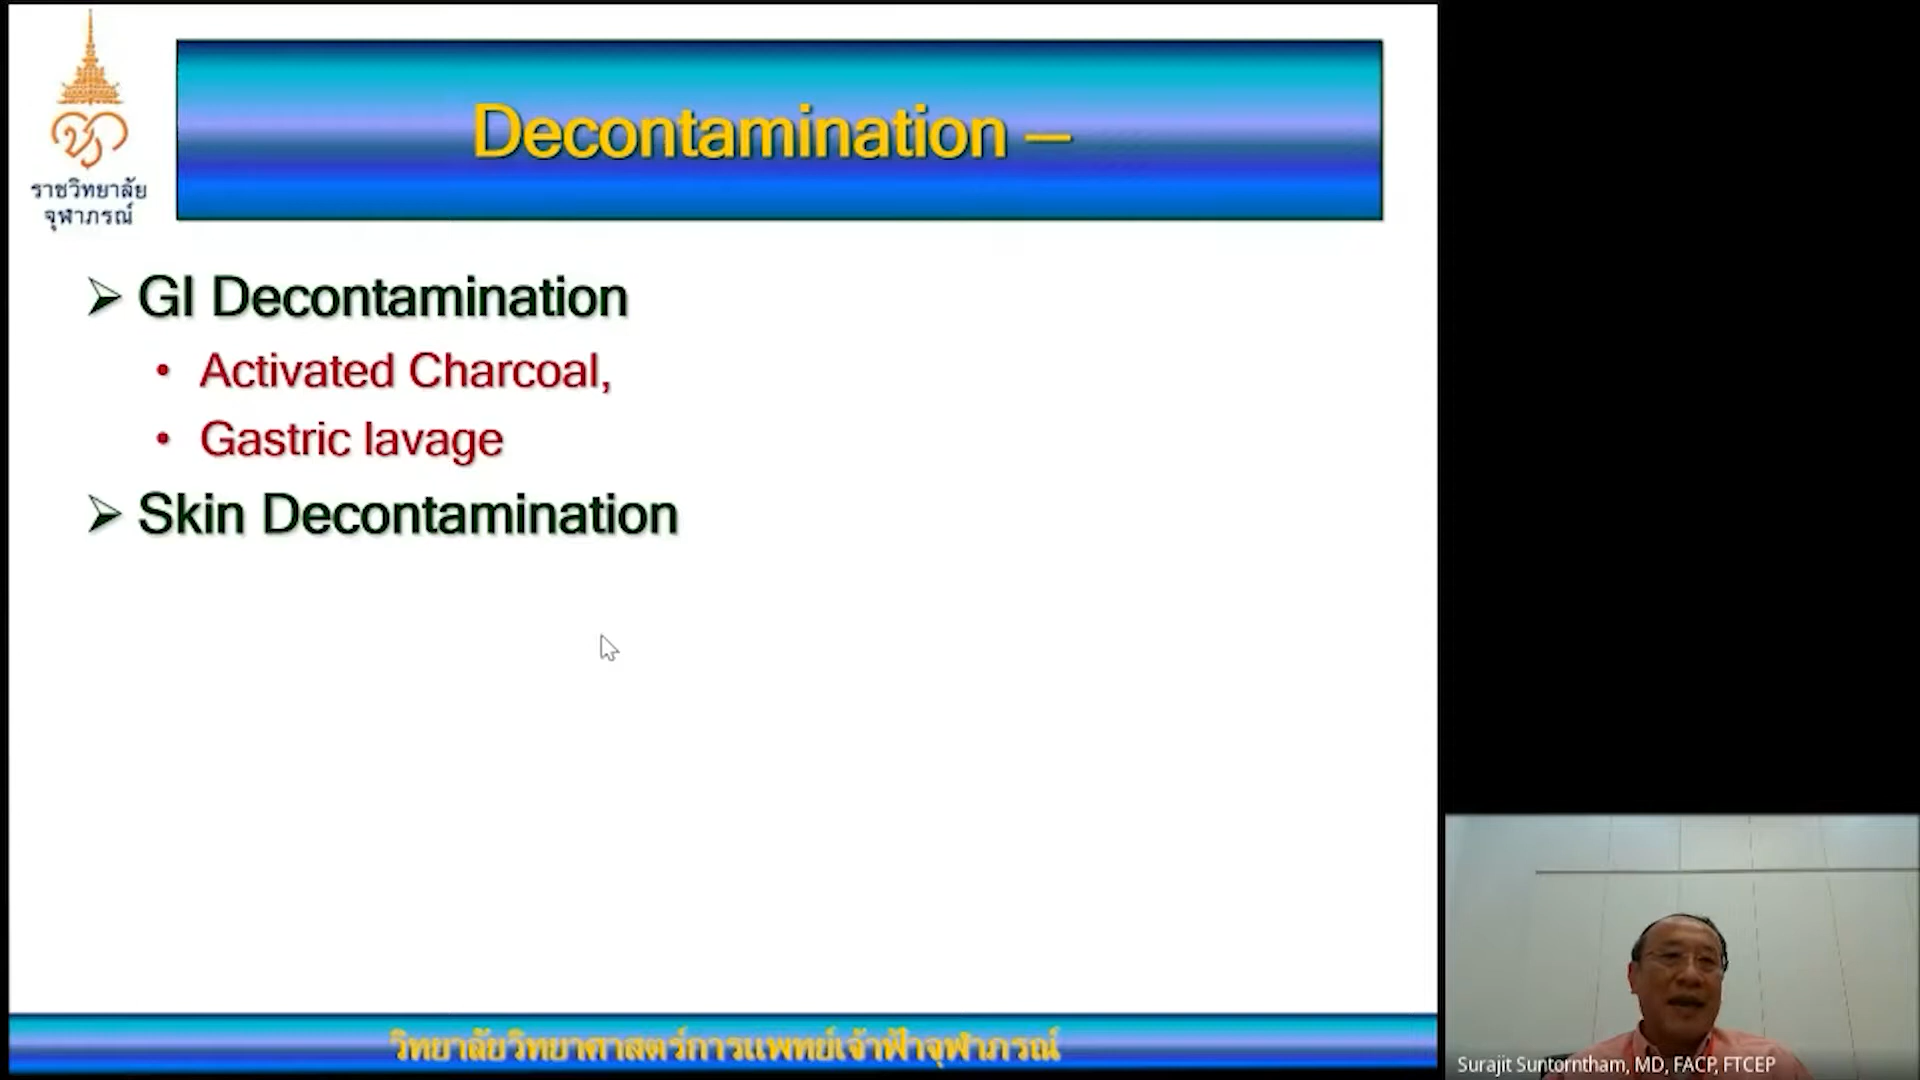 ราชวิทยาลัย
จุฬาภรณ์
Decontamination –
GI Decontamination
Activated Charcoal,
Gastric lavage
Skin Decontamination
วิทยาลัยวิทยาศาสตร์การแพทย์เจ้าฟ้าจุฬาภรณ์
Surajit Suntorntham, MD, FACP, FTCEP